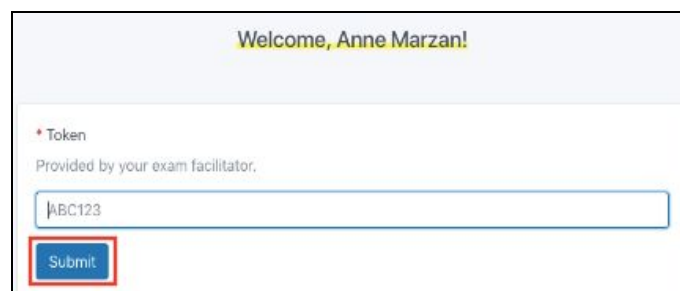 Welcome, Anne Marzan!
* Token
Provided by your exam facilitator.
ABC123
Submit